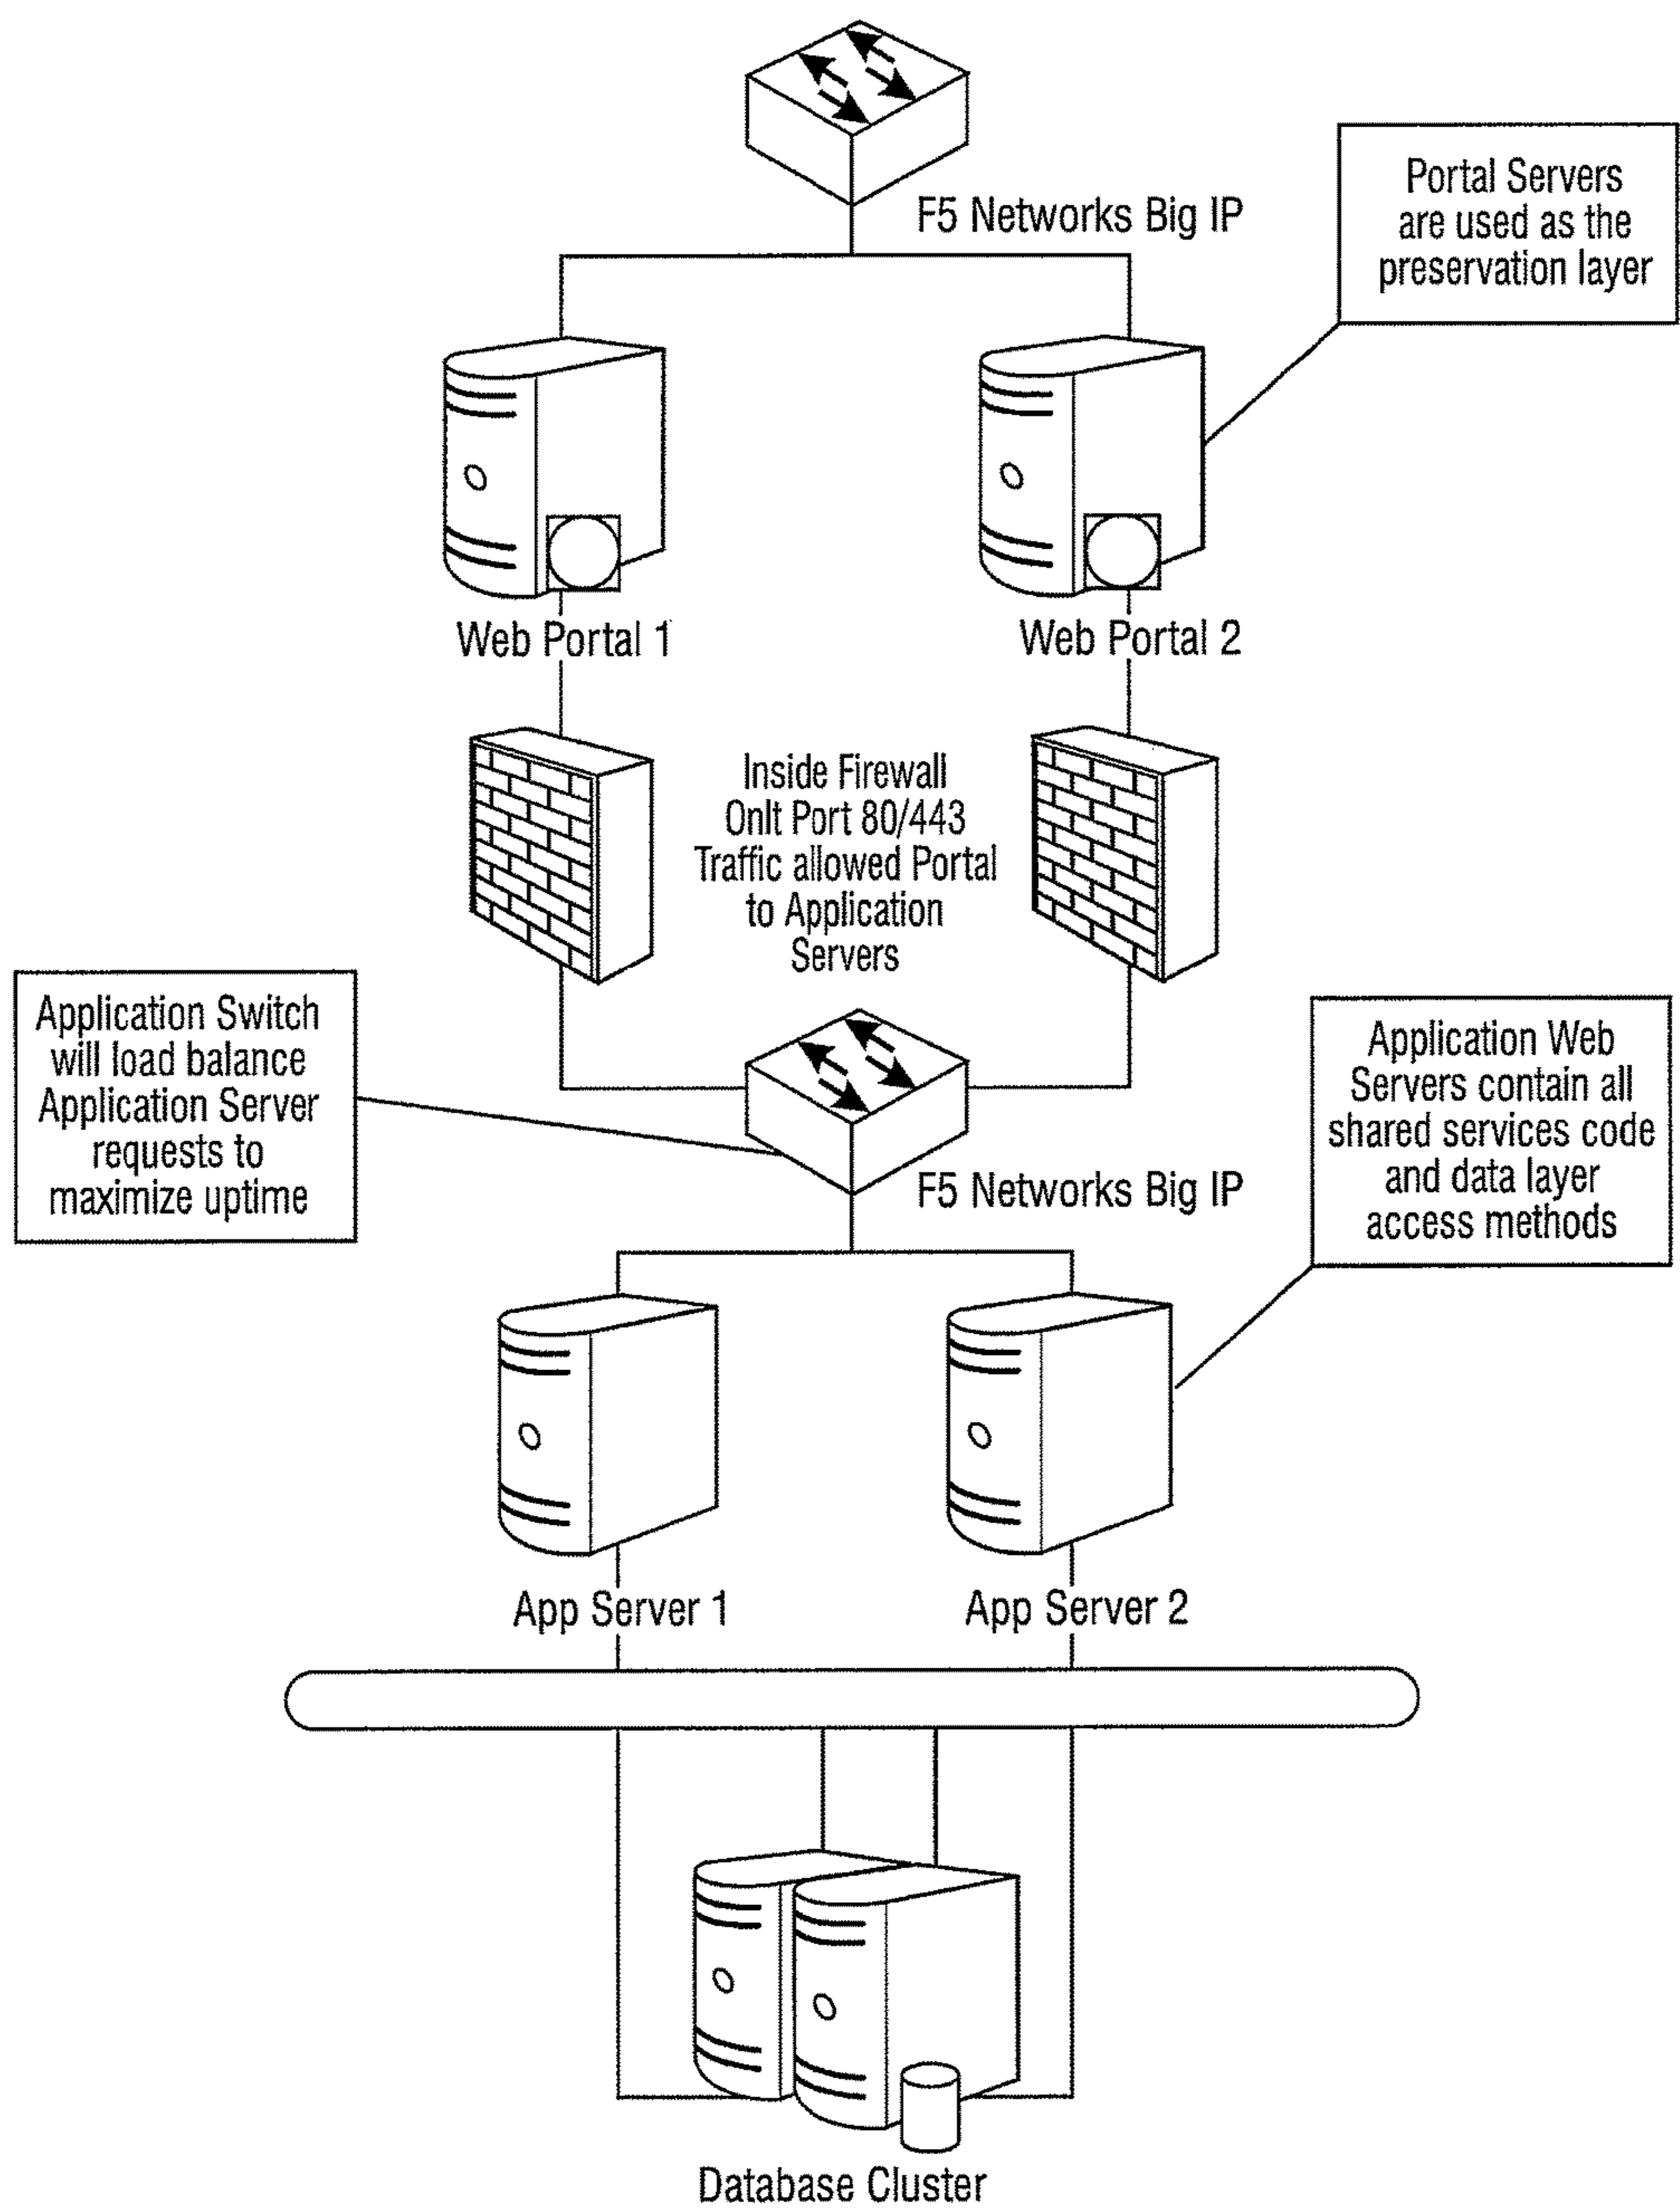 F5 Networks Big IP
Portal Servers
are used as the
preservation layer
Web Portal 1
Web Portal 2
Inside Firewall
Onlt Port 80/443
Traffic allowed Portal
to Application
Servers
Application Switch
will load balance
Application Server
requests to
maximize uptime
F5 Networks Big IP
Application Web
Servers contain all
shared services code
and data layer
access methods
App Server 1
App Server 2
Database Cluster